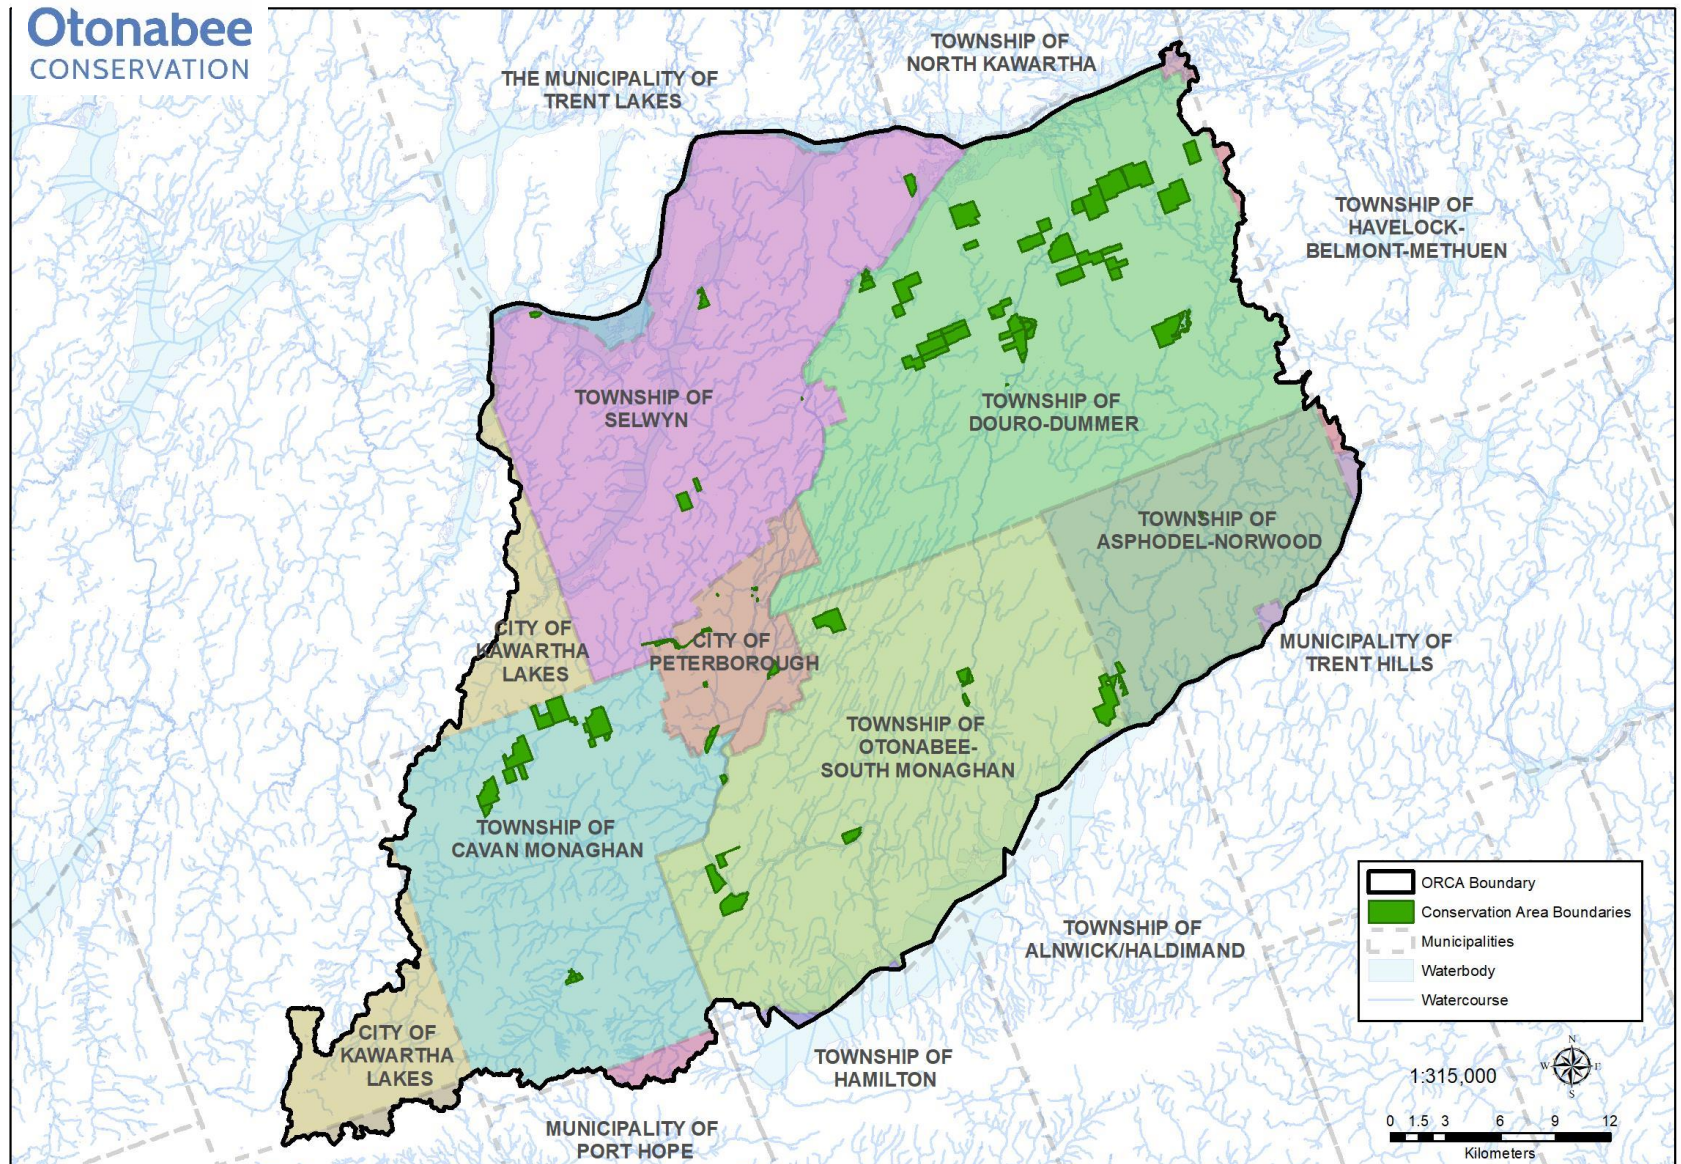 Otonabee
CONSERVATION
TOWNSHIP OF
NORTH KAWARTHA
THE MUNICIPALITY OF
TRENT LAKES
TOWNSHIP OF
HAVELOCK-
BELMONT-METHUEN
TOWNSHIP OF
SELWYN
TOWNSHIP OF
DOURO-DUMMER
TOWNSHIP OF
ASPHODEL-NORWOOD
CITY OF
KAWARTHA
LAKES
CITY OF
PETERBOROUGH
MUNICIPALITY OF
TRENT HILLS
TOWNSHIP OF
OTONABEE-
SOUTH MONAGHAN
TOWNSHIP OF
CAVAN MONAGHAN
TOWNSHIP OF
ALNWICK/HALDIMAND
CITY OF
KAWARTHA
LAKES
TOWNSHIP OF
HAMILTON
MUNICIPALITY OF
PORT HOPE
ORCA Boundary
Conservation Area Boundaries
Municipalities
Waterbody
Watercourse
1:315,000
N
W E
S
0 1.5 3 6 9 12
Kilometers